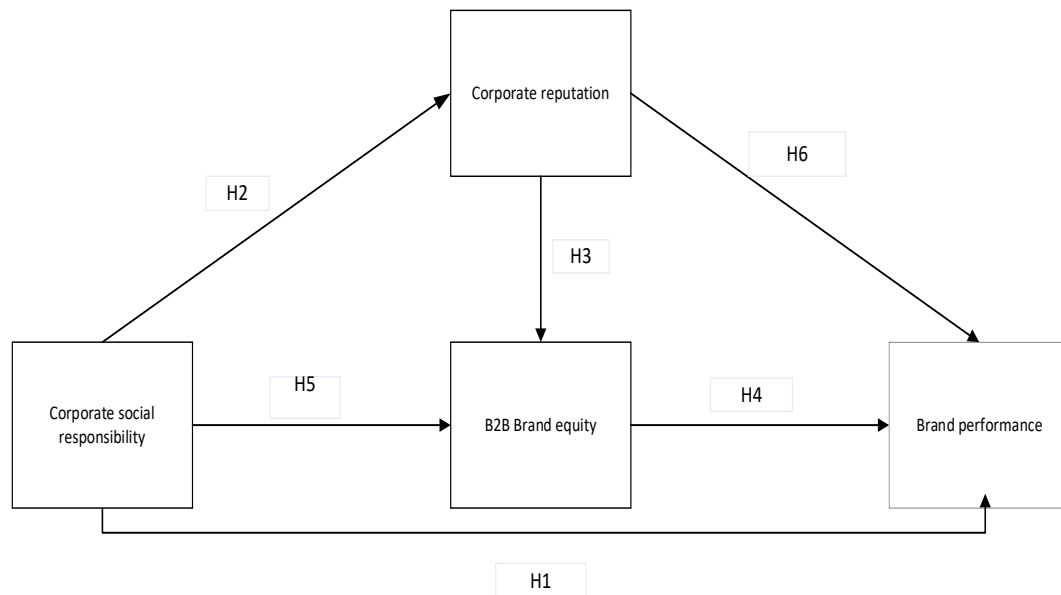 Corporate reputation
H6
H2
H3
H5
H4
Corporate social
responsibility
B2B Brand equity
Brand performance
H1